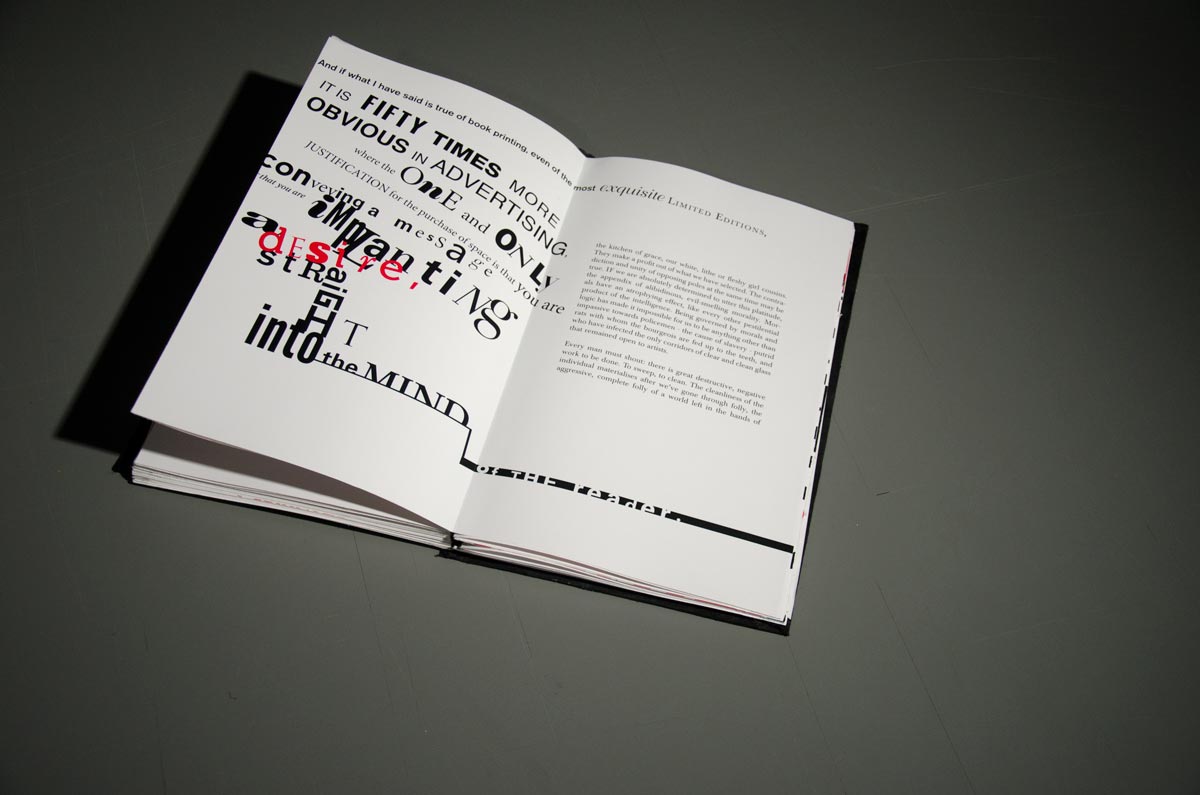 And if what I have said is true of book printing, even of the most exquisite LIMITED EDITIONS,
IT IS FIFTY TIMES MORE
OBVIOUS IN ADVERTISING,
where the OnE and ONLy
JUSTIFICATION for the purchase of space is that you are
conveying a messAge
that you are iMplanting
a desire,
stRaigHT
into the MIND
of THE reader.
the kitchen of grace, our white, lithe or fleshy girl cousins.
They make a profit out of what we have selected. The contra-
diction and unity of opposing poles at the same time may be
true. IF we are absolutely determined to utter this platitude,
the appendix of alibidinous, evil-smelling morality. Mor-
als have an atrophying effect, like every other pestilential
product of the intelligence. Being governed by morals and
logic has made it impossible for us to be anything other than
impassive towards policemen - the cause of slavery - putrid
rats with whom the bourgeois are fed up to the teeth, and
who have infected the only corridors of clear and clean glass
that remained open to artists.
Every man must shout: there is great destructive, negative
work to be done. To sweep, to clean. The cleanliness of the
individual materialises after we've gone through folly, the
aggressive, complete folly of a world left in the hands of